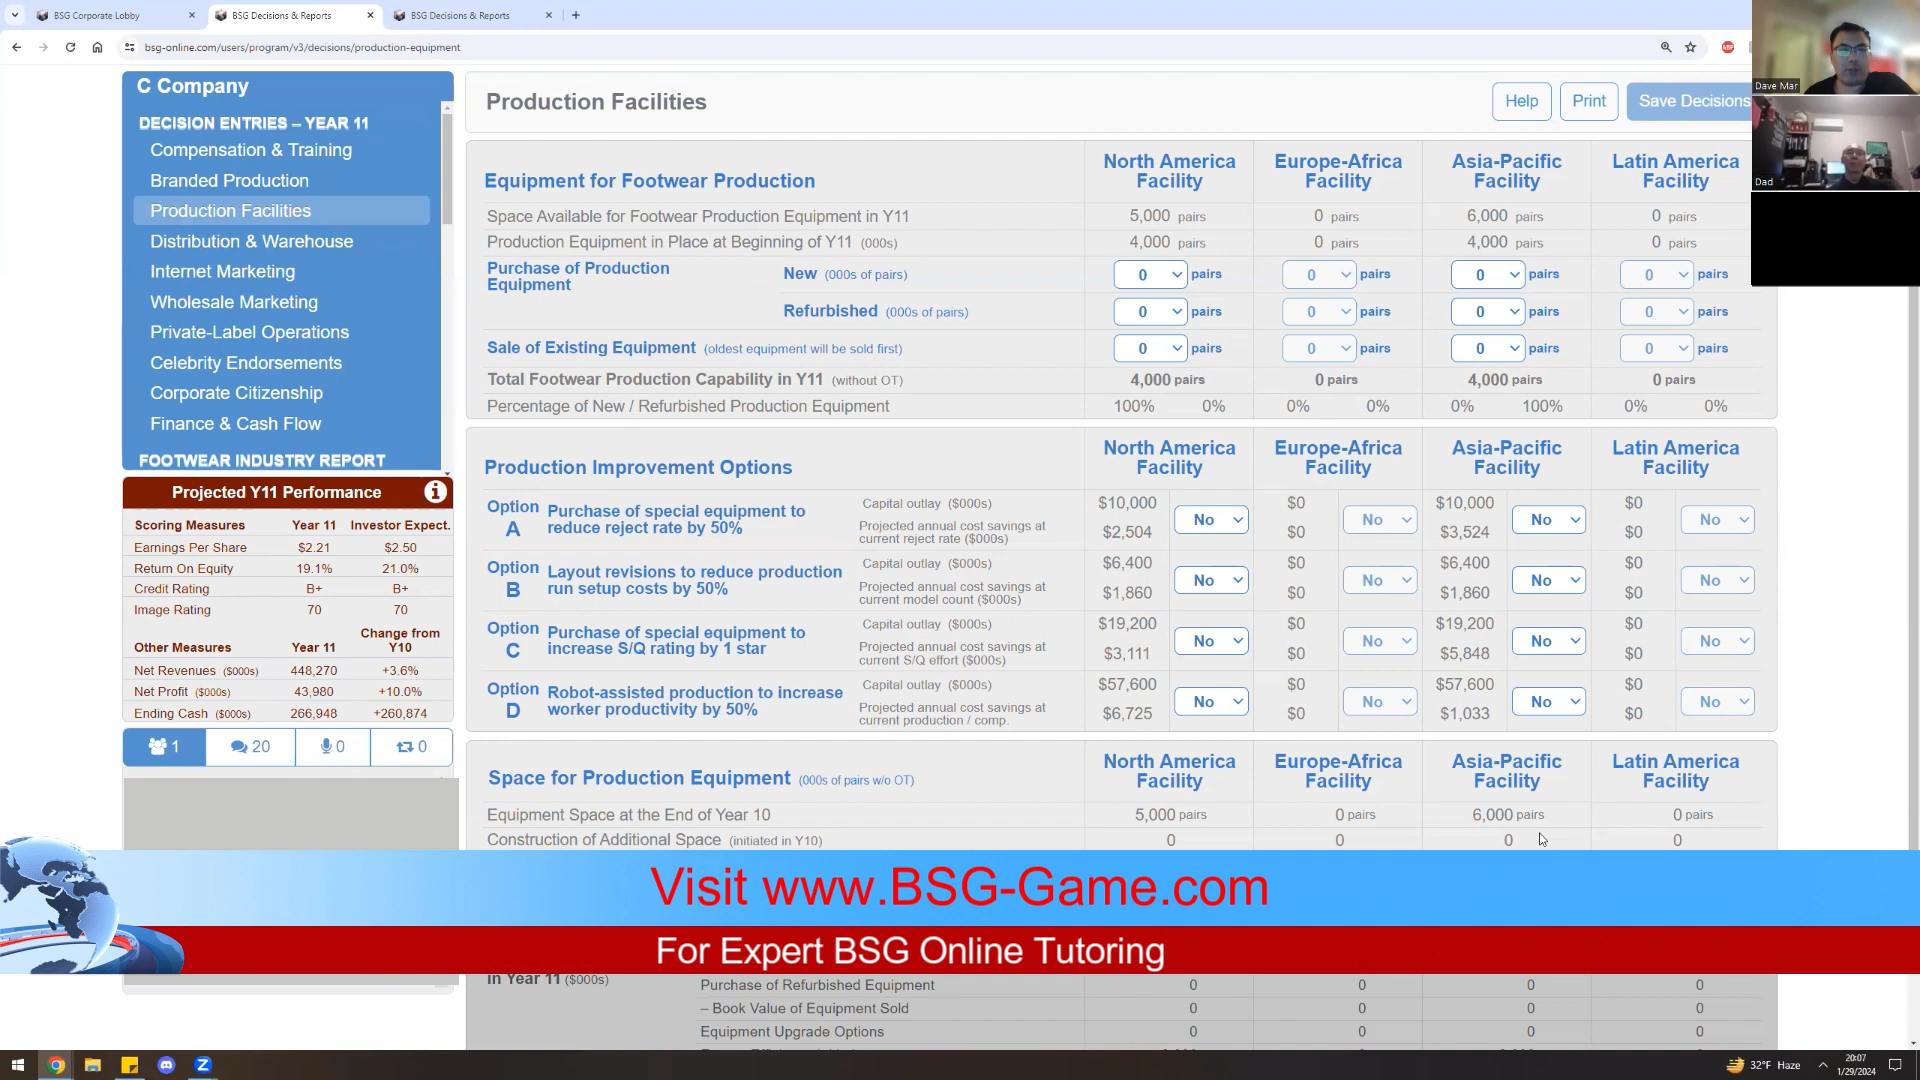 BSG Corporate Lobby
BSG Decisions & Reports
BSG Decisions & Reports
bsg-online.com/users/program/v3/decisions/production-equipment
ABP
Dave Mar
Dad
C Company
DECISION ENTRIES – YEAR 11
Compensation & Training
Branded Production
Production Facilities
Distribution & Warehouse
Internet Marketing
Wholesale Marketing
Private-Label Operations
Celebrity Endorsements
Corporate Citizenship
Finance & Cash Flow
FOOTWEAR INDUSTRY REPORT
Projected Y11 Performance
Scoring Measures Year 11 Investor Expect.
Earnings Per Share $2.21 $2.50
Return On Equity 19.1% 21.0%
Credit Rating B+ B+
Image Rating 70 70
Other Measures Year 11 Change from Y10
Net Revenues ($000s) 448,270 +3.6%
Net Profit ($000s) 43,980 +10.0%
Ending Cash ($000s) 266,948 +260,874
1 20 0 0
Production Facilities
Help Print Save Decisions
Equipment for Footwear Production
North America Facility Europe-Africa Facility Asia-Pacific Facility Latin America Facility
Space Available for Footwear Production Equipment in Y11 5,000 pairs 0 pairs 6,000 pairs 0 pairs
Production Equipment in Place at Beginning of Y11 (000s) 4,000 pairs 0 pairs 4,000 pairs 0 pairs
Purchase of Production Equipment
New (000s of pairs) 0 pairs 0 pairs 0 pairs 0 pairs
Refurbished (000s of pairs) 0 pairs 0 pairs 0 pairs 0 pairs
Sale of Existing Equipment (oldest equipment will be sold first) 0 pairs 0 pairs 0 pairs 0 pairs
Total Footwear Production Capability in Y11 (without OT) 4,000 pairs 0 pairs 4,000 pairs 0 pairs
Percentage of New / Refurbished Production Equipment 100% 0% 0% 0% 0% 100% 0% 0%
Production Improvement Options
North America Facility Europe-Africa Facility Asia-Pacific Facility Latin America Facility
Option A Purchase of special equipment to reduce reject rate by 50%
Capital outlay ($000s) $10,000 $0 $10,000 $0
Projected annual cost savings at current reject rate ($000s) $2,504 $0 $3,524 $0
No No No No
Option B Layout revisions to reduce production run setup costs by 50%
Capital outlay ($000s) $6,400 $0 $6,400 $0
Projected annual cost savings at current model count ($000s) $1,860 $0 $1,860 $0
No No No No
Option C Purchase of special equipment to increase S/Q rating by 1 star
Capital outlay ($000s) $19,200 $0 $19,200 $0
Projected annual cost savings at current S/Q effort ($000s) $3,111 $0 $5,848 $0
No No No No
Option D Robot-assisted production to increase worker productivity by 50%
Capital outlay ($000s) $57,600 $0 $57,600 $0
Projected annual cost savings at current production / comp. $6,725 $0 $1,033 $0
No No No No
Space for Production Equipment (000s of pairs w/o OT)
North America Facility Europe-Africa Facility Asia-Pacific Facility Latin America Facility
Equipment Space at the End of Year 10 5,000 pairs 0 pairs 6,000 pairs 0 pairs
Construction of Additional Space (initiated in Y10) 0 0 0 0
Visit www.BSG-Game.com
For Expert BSG Online Tutoring
in Year 11 ($000s)
Purchase of Refurbished Equipment 0 0 0 0
– Book Value of Equipment Sold 0 0 0 0
Equipment Upgrade Options 0 0 0 0
32°F Haze
20:07
1/29/2024